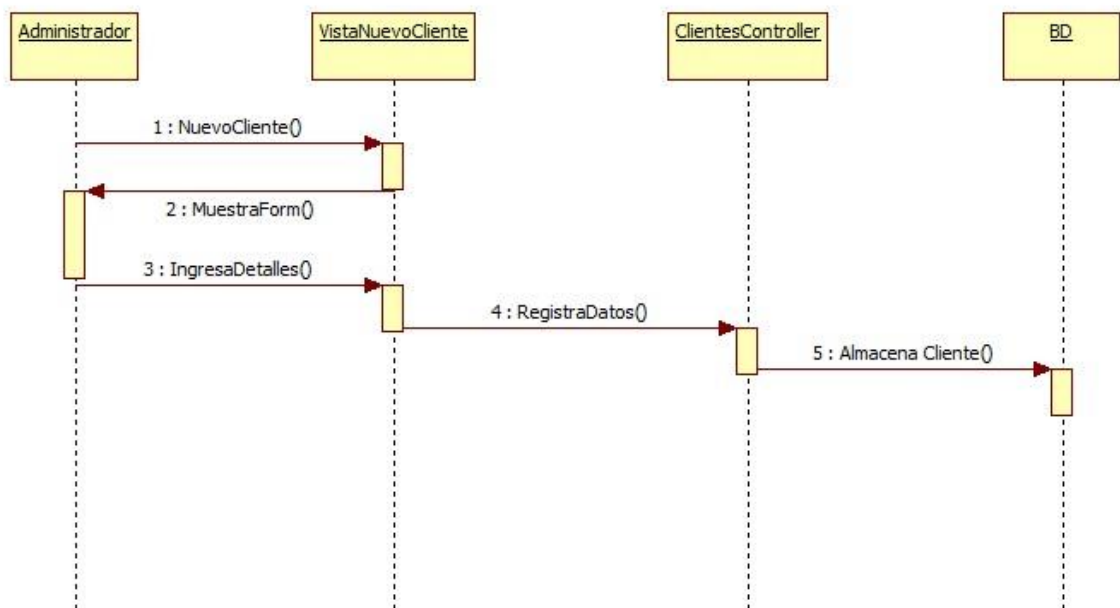 Administrador
VistaNuevoCliente
ClientesController
BD
1 : NuevoCliente()
2 : MuestraForm()
3 : IngresaDetalles()
4 : RegistraDatos()
5 : Almacena Cliente()